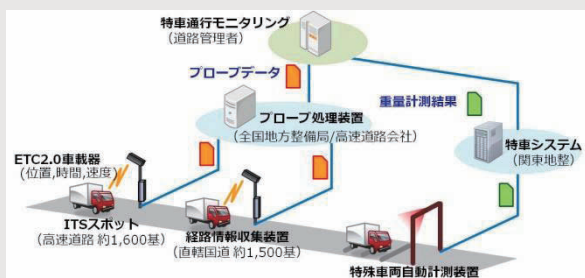 特車通行モニタリング
(道路管理者)
プローブデータ
重量計測結果
プローブ処理装置
(全国地方整備局/高速道路会社)
特車システム
(関東地整)
ETC2.0車載器
(位置,時間,速度)
ITSスポット
(高速道路 約1,600基)
経路情報収集装置
(直轄国道 約1,500基)
特殊車両自動計測装置